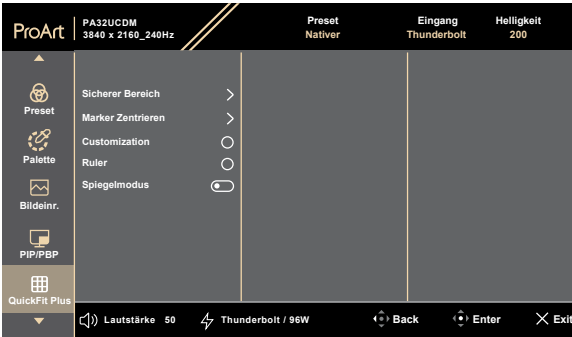 ProArt
PA32UCDM
3840 x 2160_240Hz
Preset
Nativer
Eingang
Thunderbolt
Helligkeit
200
Preset
Palette
Bildeinr.
PIP/PBP
QuickFit Plus
Sicherer Bereich
Marker Zentrieren
Customization
Ruler
Spiegelmodus
Lautstärke 50
Thunderbolt / 96W
Back
Enter
Exit